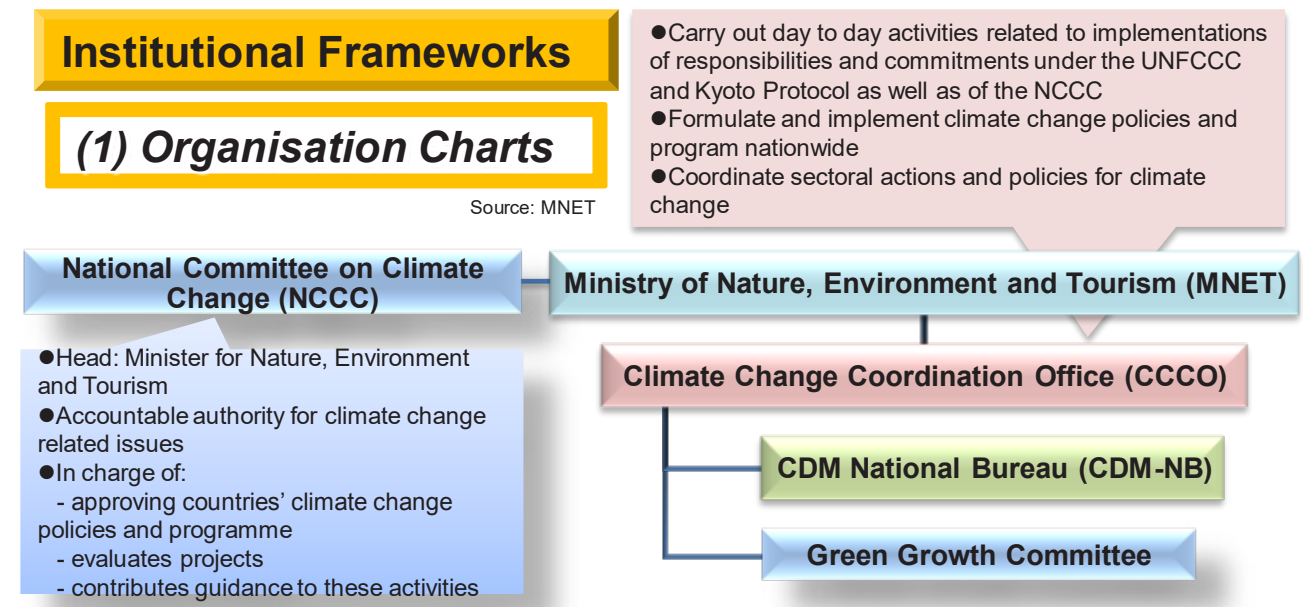 Institutional Frameworks
(1) Organisation Charts
Source: MNET
●Carry out day to day activities related to implementations
of responsibilities and commitments under the UNFCCC
and Kyoto Protocol as well as of the NCCC
●Formulate and implement climate change policies and
program nationwide
●Coordinate sectoral actions and policies for climate
change
National Committee on Climate
Change (NCCC)
Ministry of Nature, Environment and Tourism (MNET)
●Head: Minister for Nature, Environment
and Tourism
●Accountable authority for climate change
related issues
●In charge of:
- approving countries’ climate change
policies and programme
- evaluates projects
- contributes guidance to these activities
Climate Change Coordination Office (CCCO)
CDM National Bureau (CDM-NB)
Green Growth Committee